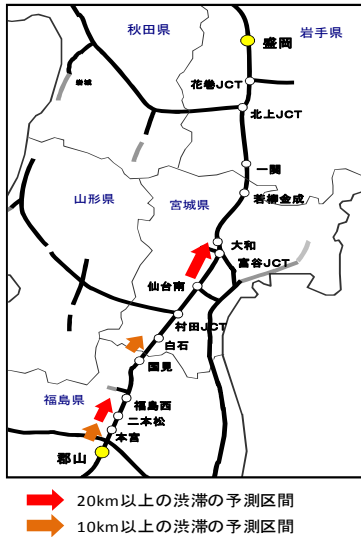 秋田県
岩手県
盛岡
岩城
花巻JCT
北上JCT
一関
山形県
宮城県
若柳金成
大和
富谷JCT
仙台南
村田JCT
白石
国見
福島県
福島西
二本松
本宮
郡山
20km以上の渋滞の予測区間
10km以上の渋滞の予測区間